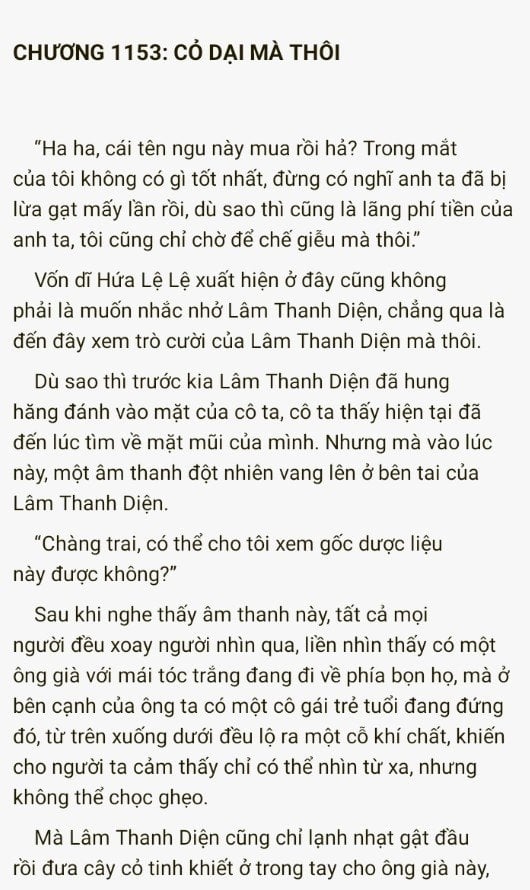 CHƯƠNG 1153: CỎ DẠI MÀ THÔI
“Ha ha, cái tên ngu này mua rồi hả? Trong mắt
của tôi không có gì tốt nhất, đừng có nghĩ anh ta đã bị
lừa gạt mấy lần rồi, dù sao thì cũng là lãng phí tiền của
anh ta, tôi cũng chỉ chờ để chế giễu mà thôi.”
Vốn dĩ Hứa Lệ Lệ xuất hiện ở đây cũng không
phải là muốn nhắc nhở Lâm Thanh Diện, chẳng qua là
đến đây xem trò cười của Lâm Thanh Diện mà thôi.
Dù sao thì trước kia Lâm Thanh Diện đã hung
hăng đánh vào mặt của cô ta, cô ta thấy hiện tại đã
đến lúc tìm về mặt mũi của mình. Nhưng mà vào lúc
này, một âm thanh đột nhiên vang lên ở bên tai của
Lâm Thanh Diện.
“Chàng trai, có thể cho tôi xem gốc dược liệu
này được không?”
Sau khi nghe thấy âm thanh này, tất cả mọi
người đều xoay người nhìn qua, liền nhìn thấy có một
ông già với mái tóc trắng đang đi về phía bọn họ, mà ở
bên cạnh của ông ta có một cô gái trẻ tuổi đang đứng
đó, từ trên xuống dưới đều lộ ra một cỗ khí chất, khiến
cho người ta cảm thấy chỉ có thể nhìn từ xa, nhưng
không thể chọc ghẹo.
Mà Lâm Thanh Diện cũng chỉ lạnh nhạt gật đầu
rồi đưa cây cỏ tinh khiết ở trong tay cho ông già này,